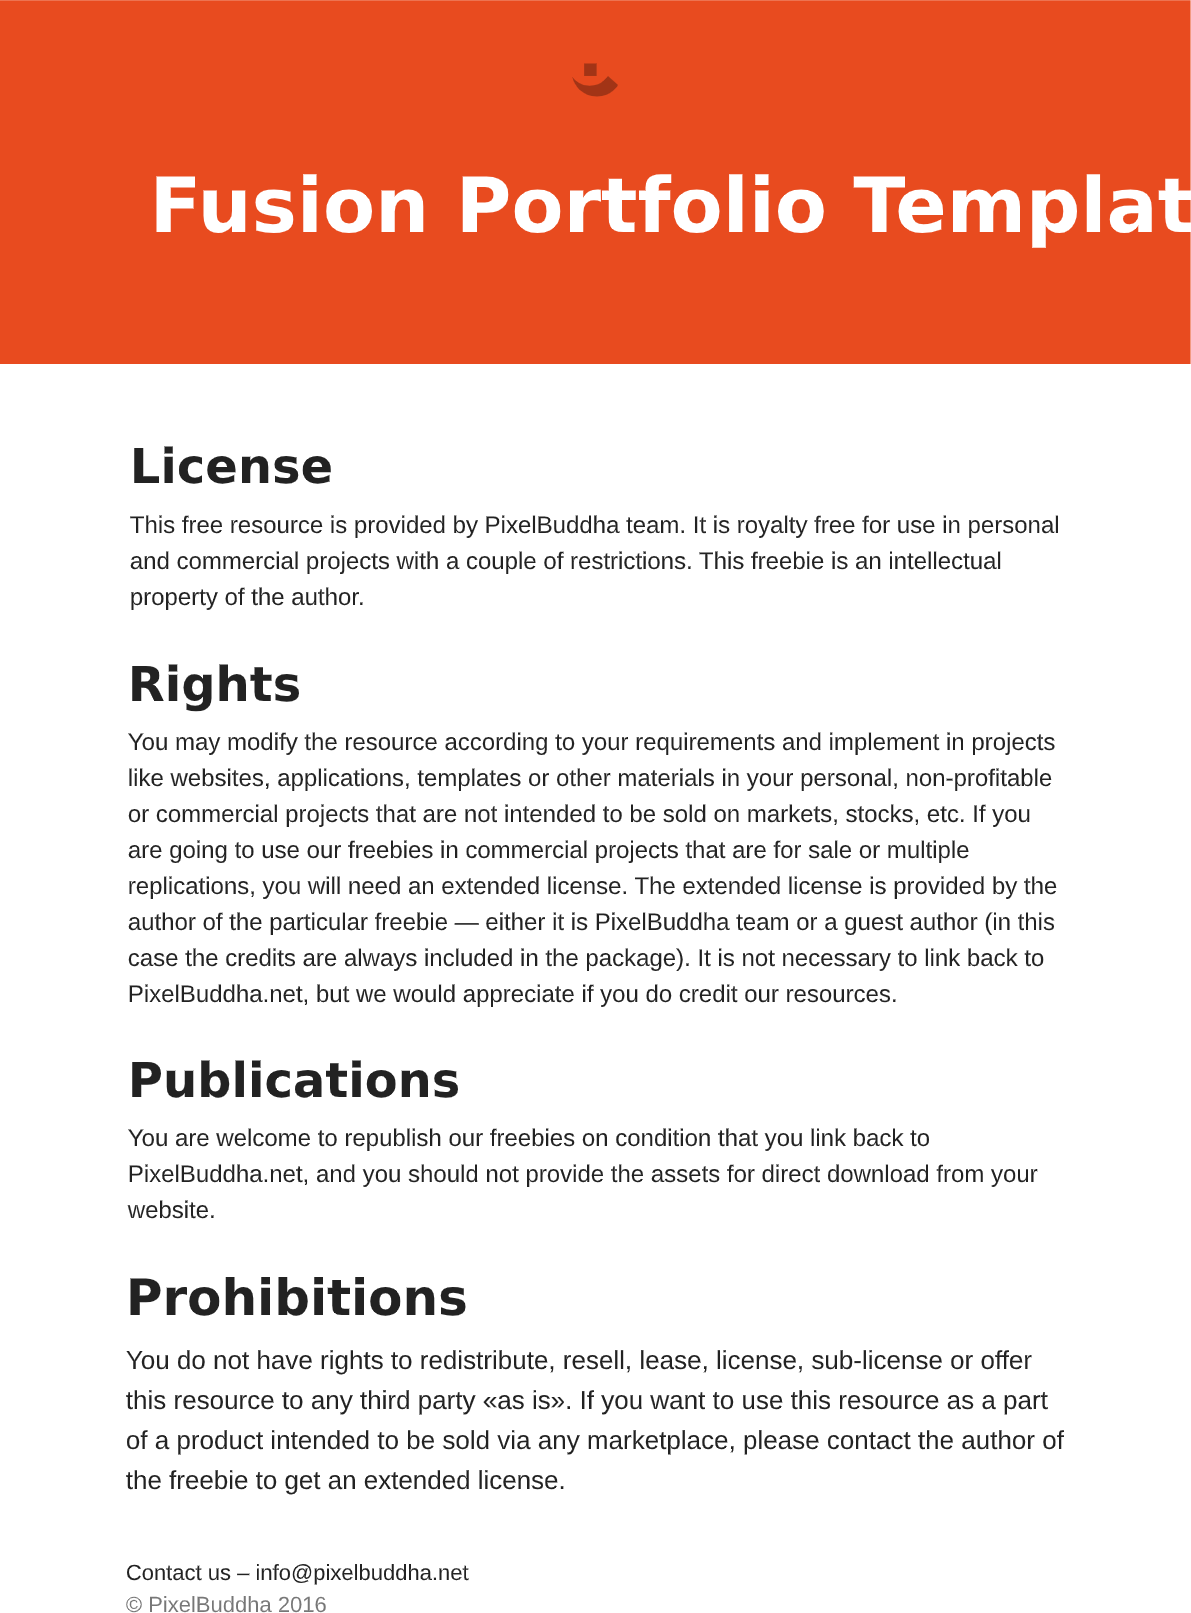 Fusion Portfolio Templat
License
This free resource is provided by PixelBuddha team. It is royalty free for use in personal
and commercial projects with a couple of restrictions. This freebie is an intellectual
property of the author.
Rights
You may modify the resource according to your requirements and implement in projects
like websites, applications, templates or other materials in your personal, non-profitable
or commercial projects that are not intended to be sold on markets, stocks, etc. If you
are going to use our freebies in commercial projects that are for sale or multiple
replications, you will need an extended license. The extended license is provided by the
author of the particular freebie — either it is PixelBuddha team or a guest author (in this
case the credits are always included in the package). It is not necessary to link back to
PixelBuddha.net, but we would appreciate if you do credit our resources.
Publications
You are welcome to republish our freebies on condition that you link back to
PixelBuddha.net, and you should not provide the assets for direct download from your
website.
Prohibitions
You do not have rights to redistribute, resell, lease, license, sub-license or offer
this resource to any third party «as is». If you want to use this resource as a part
of a product intended to be sold via any marketplace, please contact the author of
the freebie to get an extended license.
Contact us – info@pixelbuddha.net
© PixelBuddha 2016